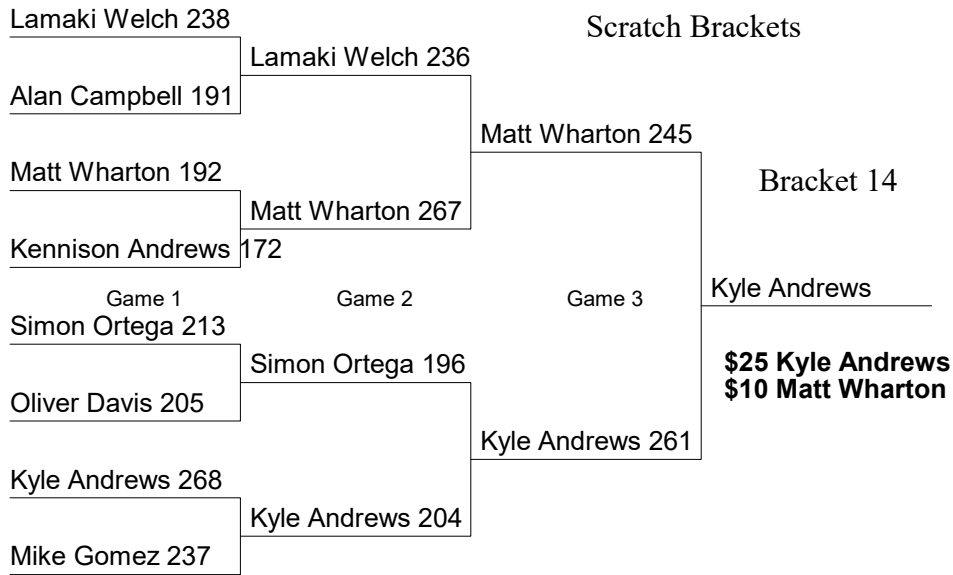 Lamaki Welch 238
Scratch Brackets
Lamaki Welch 236
Alan Campbell 191
Matt Wharton 245
Matt Wharton 192
Bracket 14
Matt Wharton 267
Kennison Andrews 172
Game 1
Game 2
Game 3
Kyle Andrews
Simon Ortega 213
Simon Ortega 196
$25 Kyle Andrews
$10 Matt Wharton
Oliver Davis 205
Kyle Andrews 261
Kyle Andrews 268
Kyle Andrews 204
Mike Gomez 237